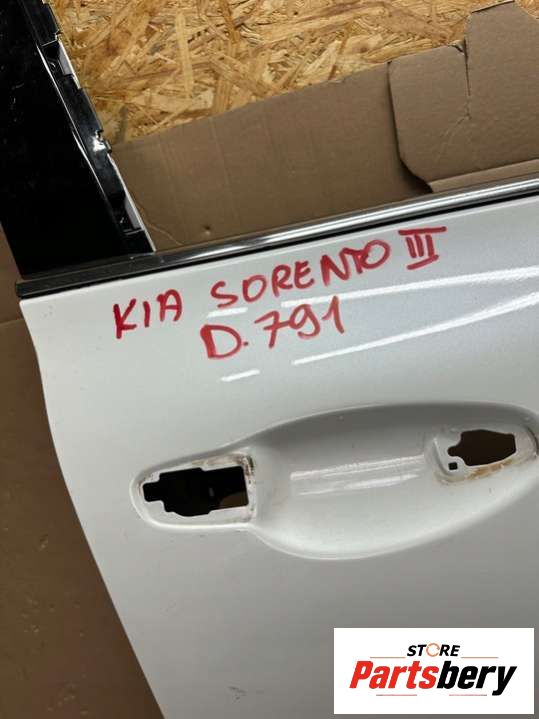 KIA SORENTO III
D.791
STORE
Partsbery